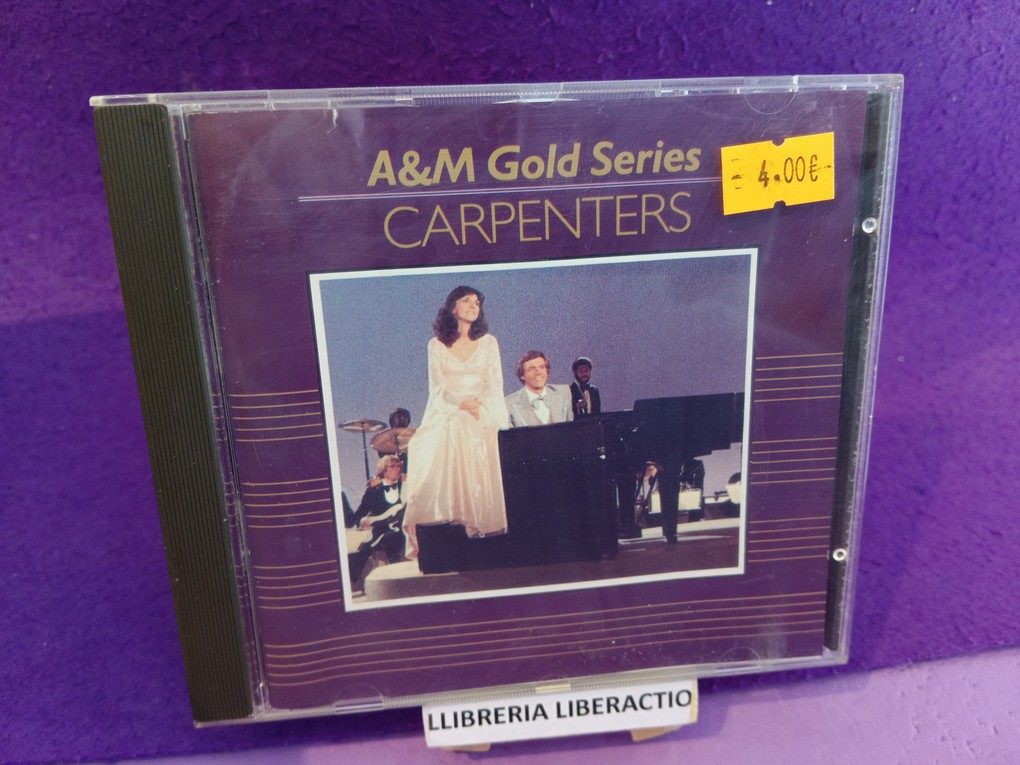 A&M Gold Series
CARPENTERS
4.00€
LLIBRERIA LIBERACTIO